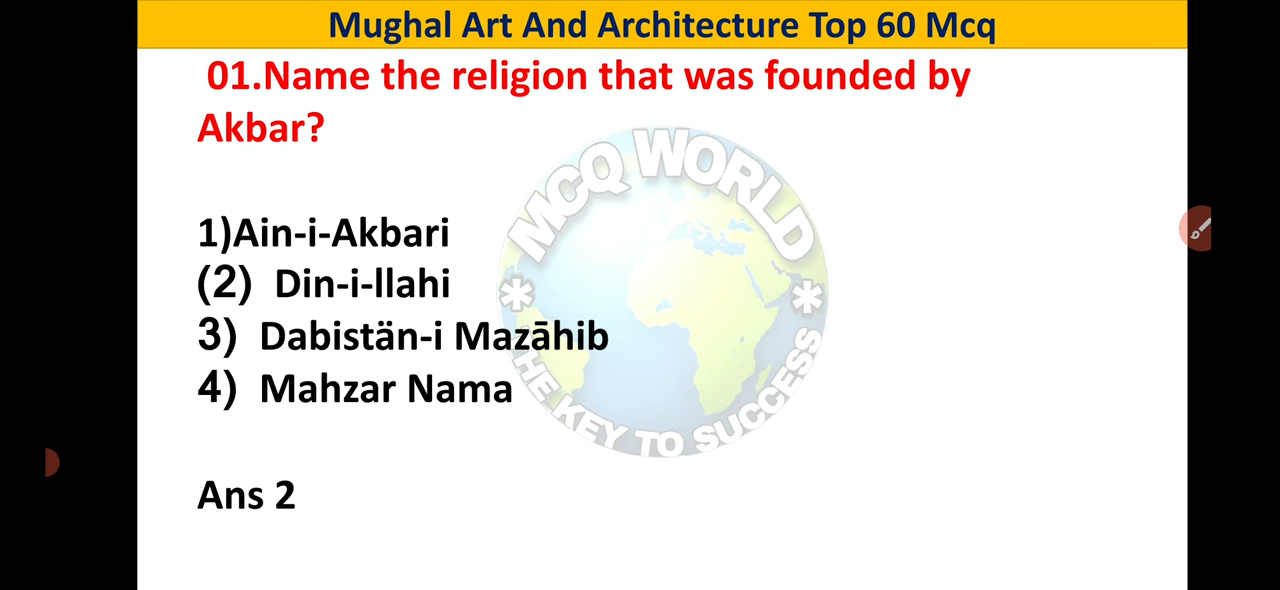 Mughal Art And Architecture Top 60 Mcq
01.Name the religion that was founded by
Akbar?
MCQ WORLD
1)Ain-i-Akbari
(2) Din-i-llahi
3) Dabistän-i Mazāhib
4) Mahzar Nama
* HE KEY TO SUCCESS *
Ans 2